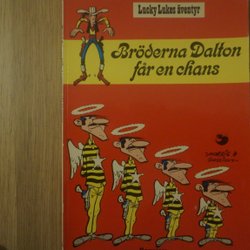 Lucky Lukes äventyr
Bröderna Dalton
får en chans